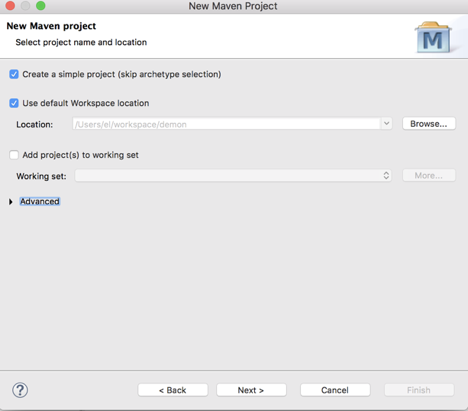 New Maven Project
New Maven project
Select project name and location
M
Create a simple project (skip archetype selection)
Use default Workspace location
Location: /Users/el/workspace/demon Browse...
Add project(s) to working set
Working set: More...
Advanced
? < Back Next > Cancel Finish